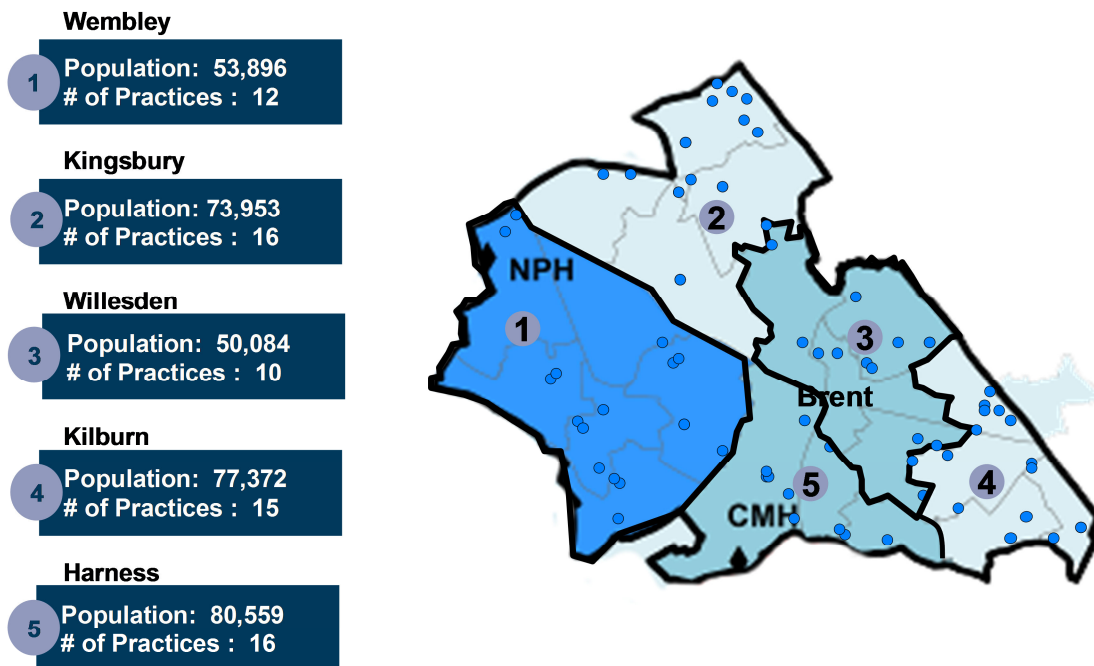 Wembley
1
Population: 53,896
# of Practices : 12
Kingsbury
2
Population: 73,953
# of Practices : 16
Willesden
3
Population: 50,084
# of Practices : 10
Kilburn
4
Population: 77,372
# of Practices : 15
Harness
5
Population: 80,559
# of Practices : 16
2
NPH
1
3
Brent
5
4
CMH